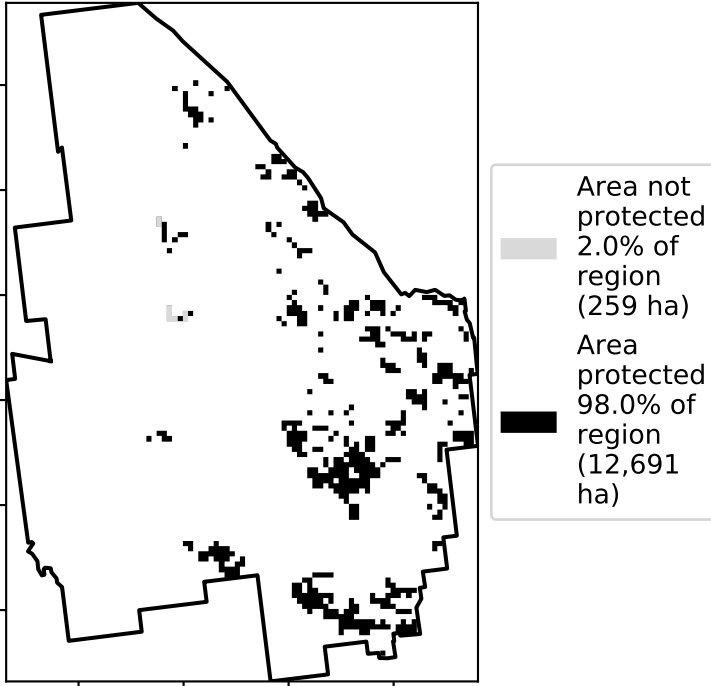 Area not
protected
2.0% of
region
(259 ha)
Area
protected
98.0% of
region
(12,691
ha)